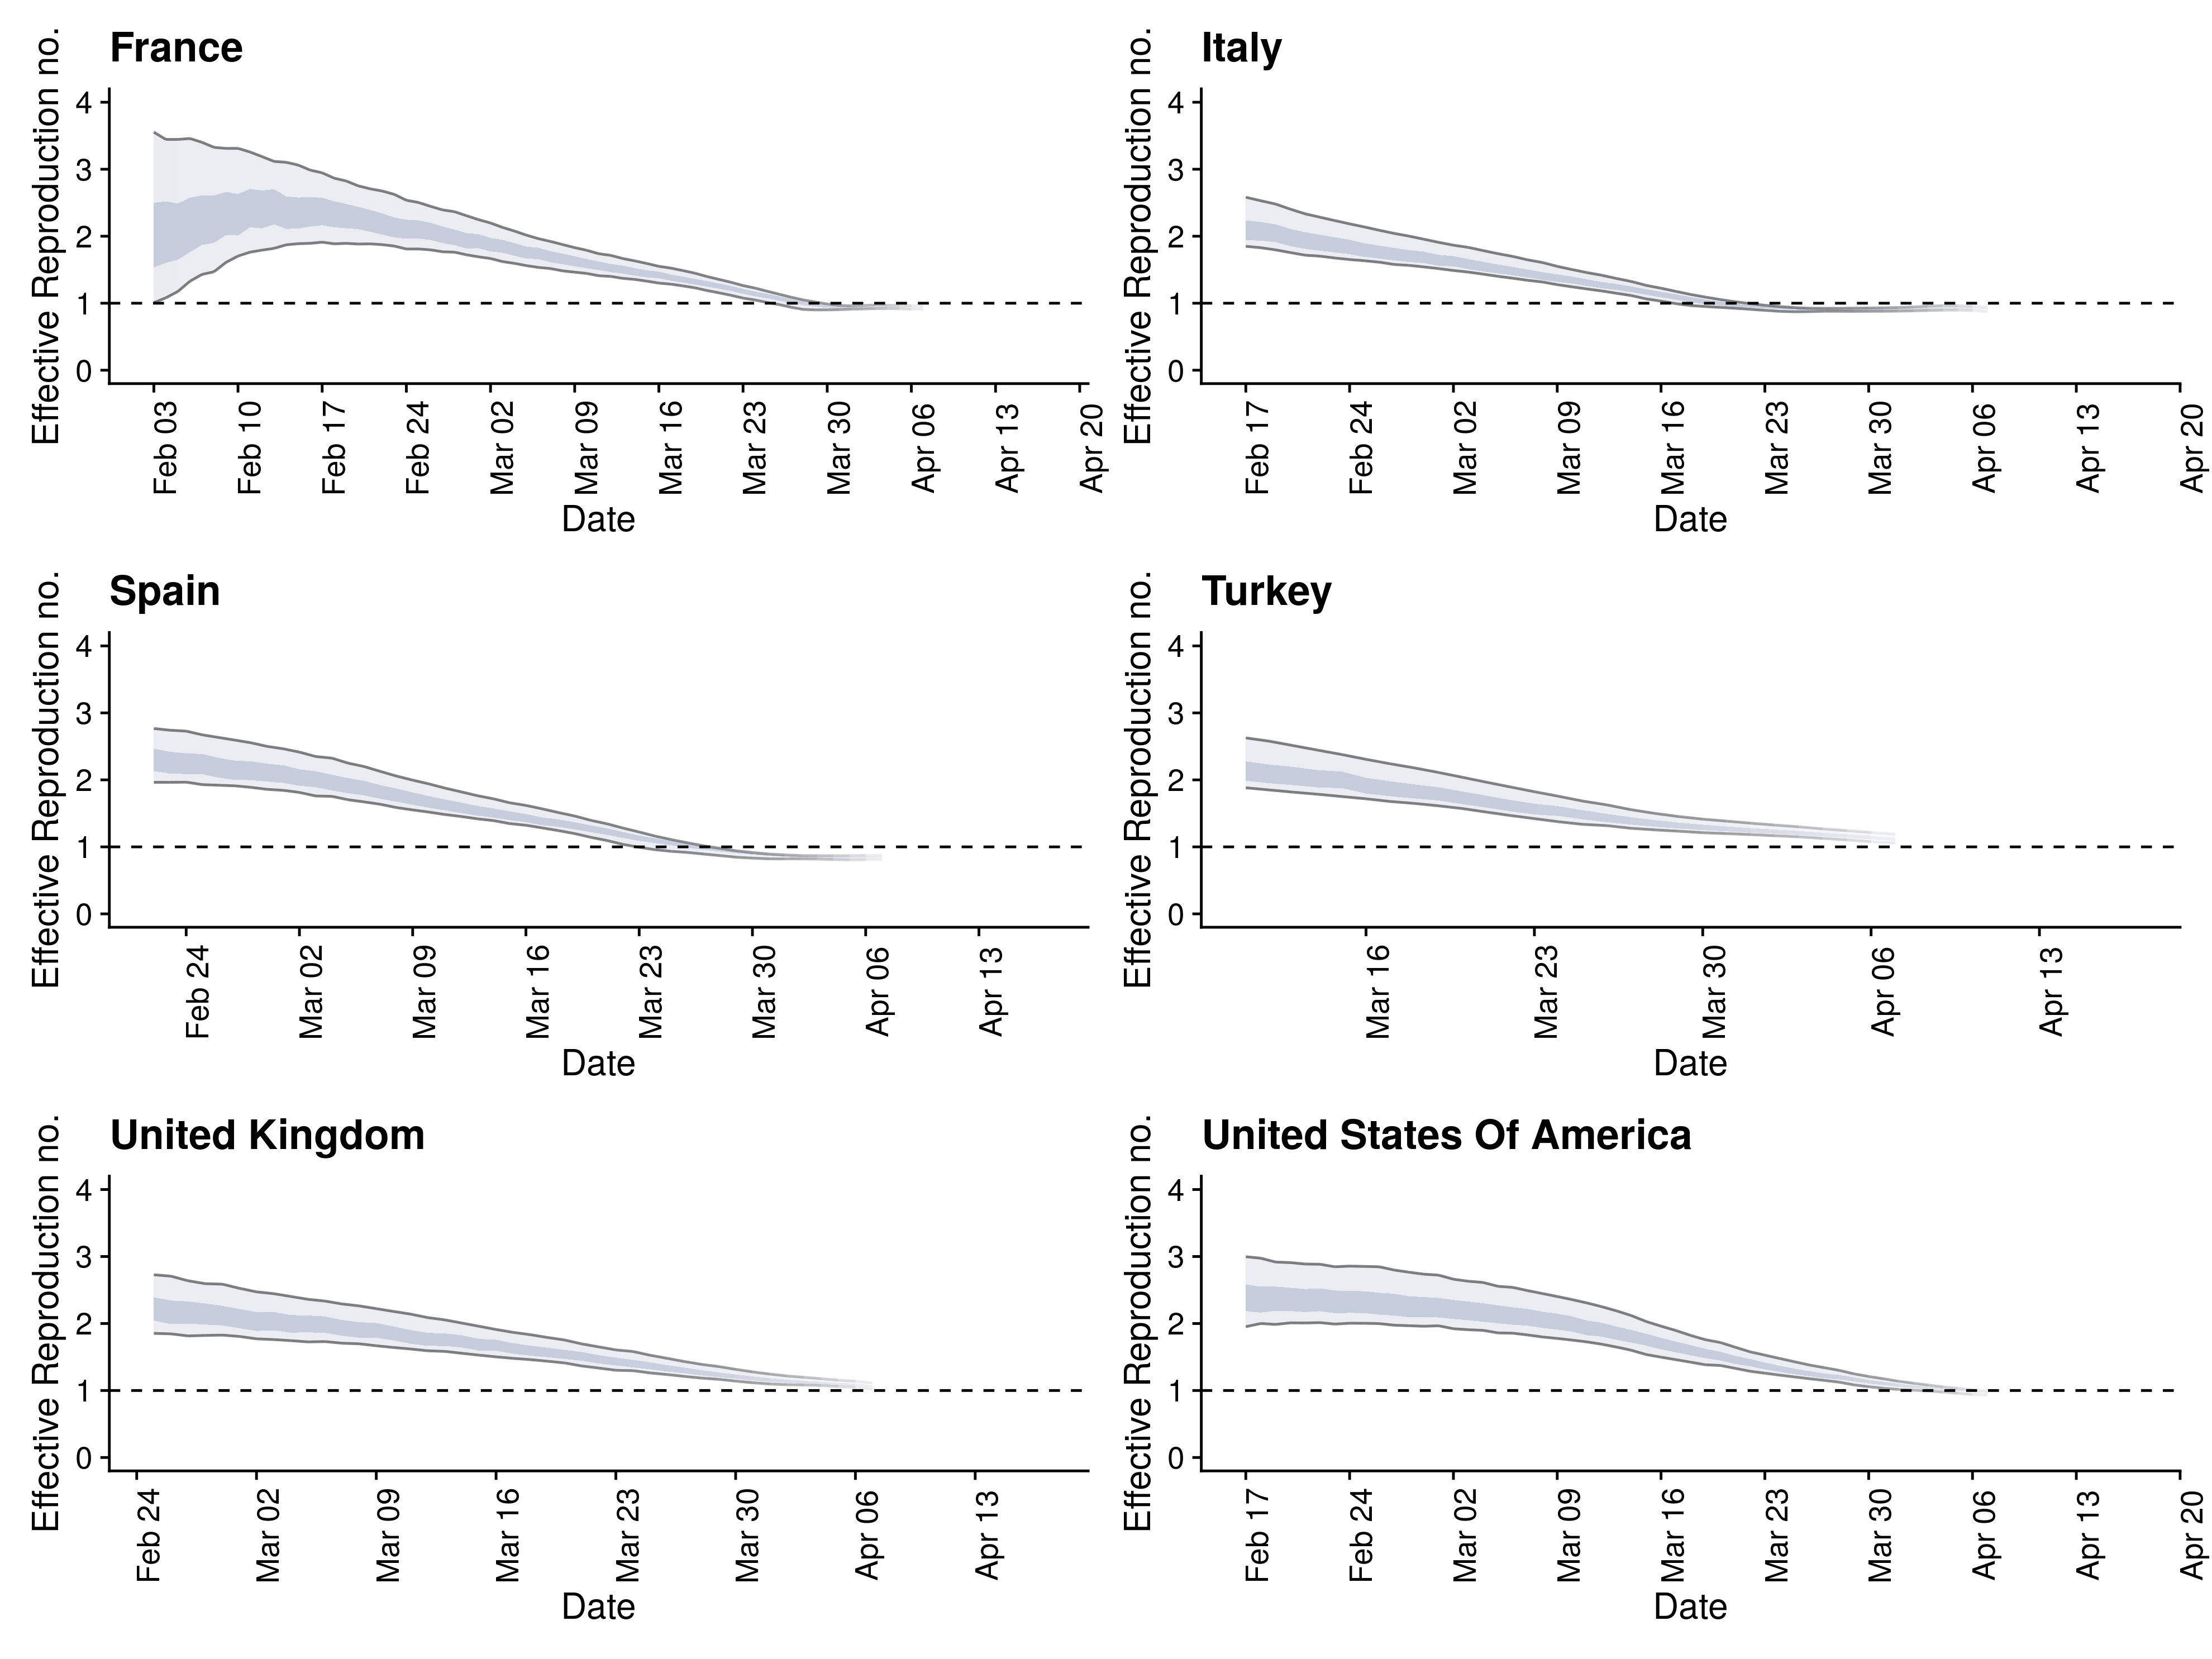 France
Effective Reproduction no.
4
3
2
1
0
Feb 03 Feb 10 Feb 17 Feb 24 Mar 02 Mar 09 Mar 16 Mar 23 Mar 30 Apr 06 Apr 13 Apr 20
Date
Italy
Effective Reproduction no.
4
3
2
1
0
Feb 17 Feb 24 Mar 02 Mar 09 Mar 16 Mar 23 Mar 30 Apr 06 Apr 13 Apr 20
Date
Spain
Effective Reproduction no.
4
3
2
1
0
Feb 24 Mar 02 Mar 09 Mar 16 Mar 23 Mar 30 Apr 06 Apr 13
Date
Turkey
Effective Reproduction no.
4
3
2
1
0
Mar 16 Mar 23 Mar 30 Apr 06 Apr 13
Date
United Kingdom
Effective Reproduction no.
4
3
2
1
0
Feb 24 Mar 02 Mar 09 Mar 16 Mar 23 Mar 30 Apr 06 Apr 13
Date
United States Of America
Effective Reproduction no.
4
3
2
1
0
Feb 17 Feb 24 Mar 02 Mar 09 Mar 16 Mar 23 Mar 30 Apr 06 Apr 13 Apr 20
Date